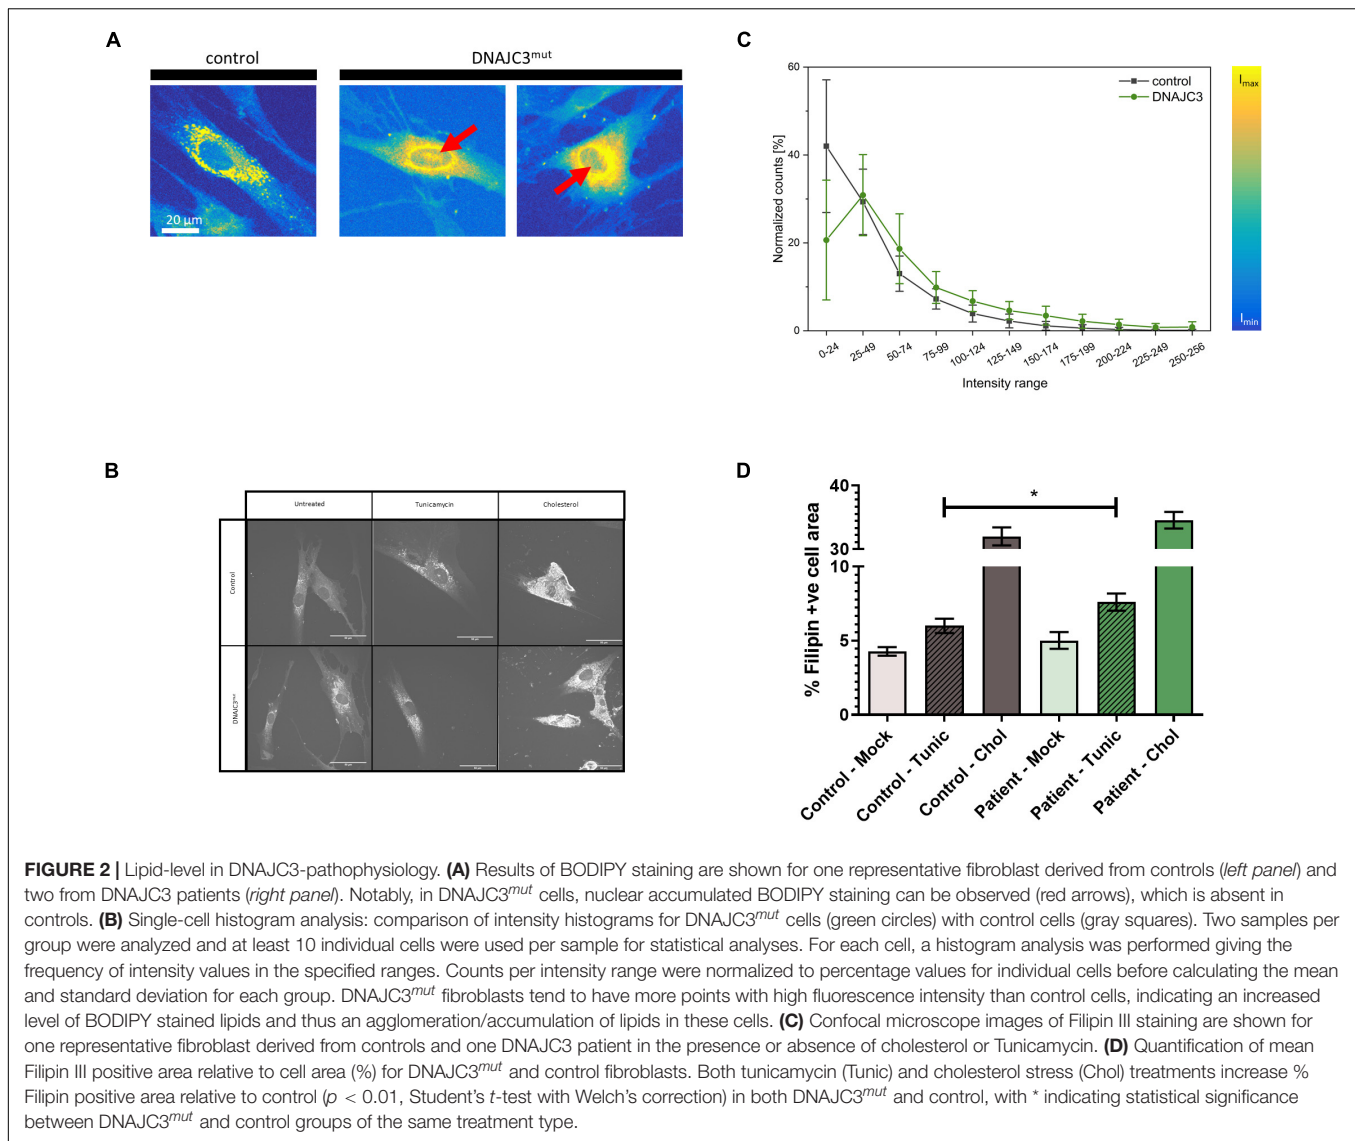 A
control
DNAJC3mut
20 µm
C
60
40
20
0
Normalized counts [%]
control
DNAJC3
0-24
25-49
50-74
75-99
100-124
125-149
150-174
175-199
200-224
225-249
250-256
Intensity range
Imax
Imin
B
Untreated
Tunicamycin
Cholesterol
Control
DNAJC3mut
D
% Filipin +ve cell area
40
30
10
5
0
*
Control - Mock
Control - Tunic
Control - Chol
Patient - Mock
Patient - Tunic
Patient - Chol
FIGURE 2 | Lipid-level in DNAJC3-pathophysiology. (A) Results of BODIPY staining are shown for one representative fibroblast derived from controls (left panel) and
two from DNAJC3 patients (right panel). Notably, in DNAJC3mut cells, nuclear accumulated BODIPY staining can be observed (red arrows), which is absent in
controls. (B) Single-cell histogram analysis: comparison of intensity histograms for DNAJC3mut cells (green circles) with control cells (gray squares). Two samples per
group were analyzed and at least 10 individual cells were used per sample for statistical analyses. For each cell, a histogram analysis was performed giving the
frequency of intensity values in the specified ranges. Counts per intensity range were normalized to percentage values for individual cells before calculating the mean
and standard deviation for each group. DNAJC3mut fibroblasts tend to have more points with high fluorescence intensity than control cells, indicating an increased
level of BODIPY stained lipids and thus an agglomeration/accumulation of lipids in these cells. (C) Confocal microscope images of Filipin III staining are shown for
one representative fibroblast derived from controls and one DNAJC3 patient in the presence or absence of cholesterol or Tunicamycin. (D) Quantification of mean
Filipin III positive area relative to cell area (%) for DNAJC3mut and control fibroblasts. Both tunicamycin (Tunic) and cholesterol stress (Chol) treatments increase %
Filipin positive area relative to control (p < 0.01, Student's t-test with Welch's correction) in both DNAJC3mut and control, with * indicating statistical significance
between DNAJC3mut and control groups of the same treatment type.